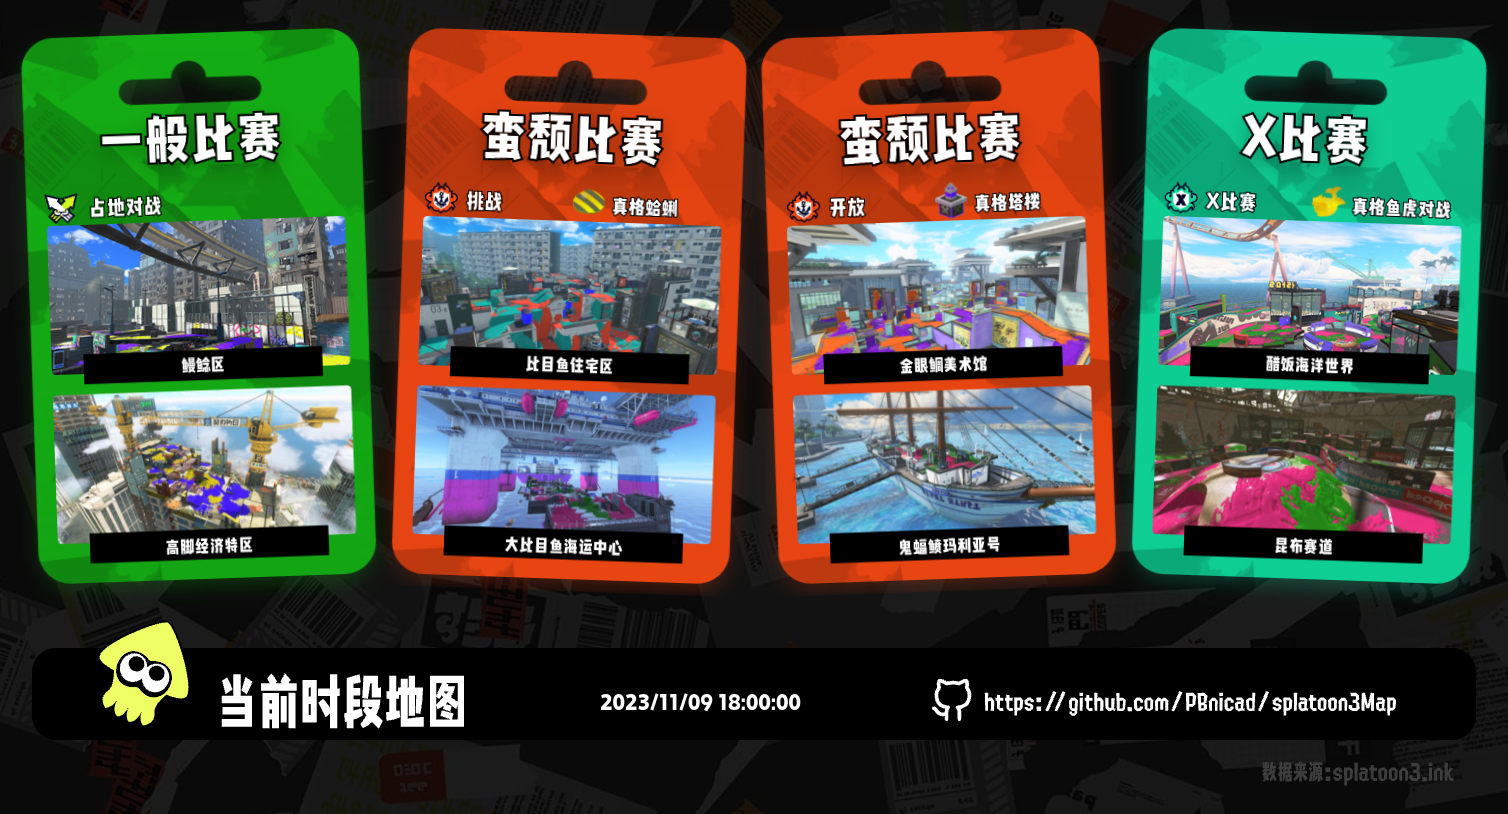 一般比赛
占地对战
鳗鲶区
高脚经济特区
蛮颓比赛
挑战
真格蛤蜊
比目鱼住宅区
大比目鱼海运中心
蛮颓比赛
开放
真格塔楼
金眼鲷美术馆
鬼蝠鲼玛利亚号
X比赛
X比赛
真格鱼虎对战
醋饭海洋世界
昆布赛道
当前时段地图
2023/11/09 18:00:00
https://github.com/PBnicad/splatoon3Map
数据来源:splatoon3.ink